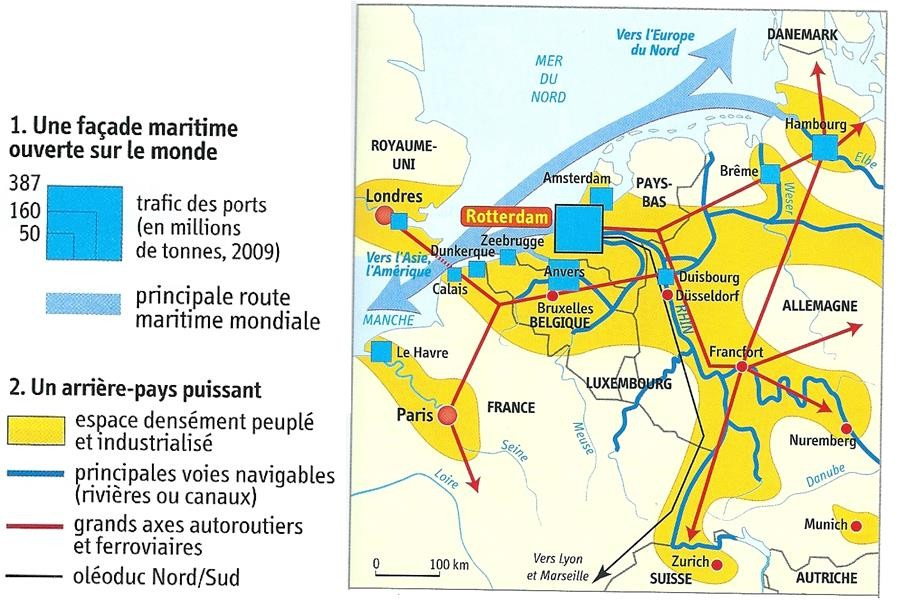 1. Une façade maritime
ouverte sur le monde
387
160
50
trafic des ports
(en millions
de tonnes, 2009)
principale route
maritime mondiale
2. Un arrière-pays puissant
espace densément peuplé
et industrialisé
principales voies navigables
(rivières ou canaux)
grands axes autoroutiers
et ferroviaires
oléoduc Nord/Sud
Vers l'Europe
du Nord
DANEMARK
MER
DU
NORD
Hambourg
ROYAUME-
UNI
Elbe
Brême
Amsterdam
PAYS-
BAS
Weser
Londres
Rotterdam
Zeebrugge
Dunkerque
Vers l'Asie,
l'Amérique
Anvers
Calais
Duisbourg
Düsseldorf
Bruxelles
BELGIQUE
RHIN
ALLEMAGNE
MANCHE
Le Havre
Francfort
LUXEMBOURG
Paris
FRANCE
Nuremberg
Seine
Meuse
Loire
Danube
Munich
0
100 km
Vers Lyon
et Marseille
Zurich
SUISSE
AUTRICHE